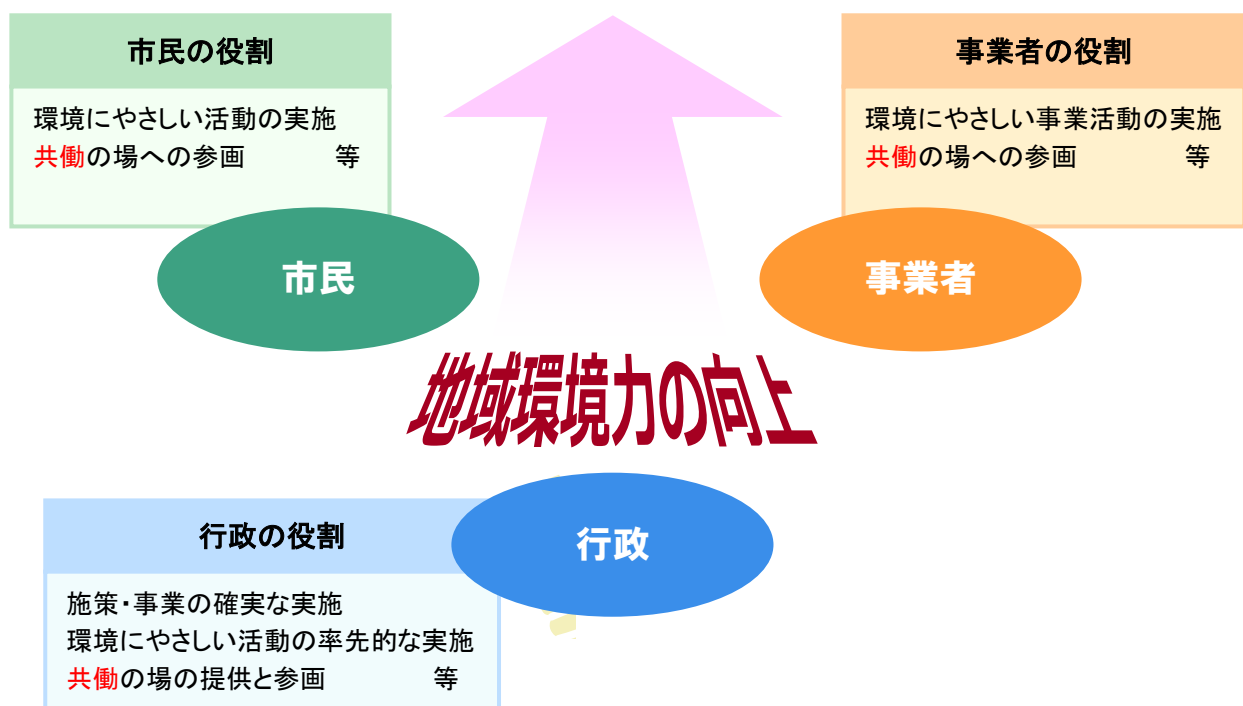 市民の役割
環境にやさしい活動の実施
共働の場への参画　　　等
事業者の役割
環境にやさしい事業活動の実施
共働の場への参画　　　等
市民
事業者
地域環境力の向上
行政
行政の役割
施策・事業の確実な実施
環境にやさしい活動の率先的な実施
共働の場の提供と参画　　　等